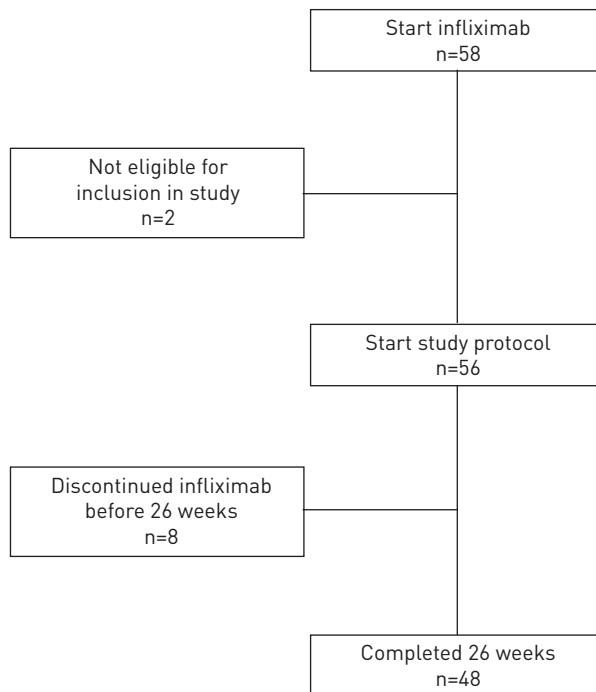 Start infliximab
n=58
Not eligible for
inclusion in study
n=2
Start study protocol
n=56
Discontinued infliximab
before 26 weeks
n=8
Completed 26 weeks
n=48